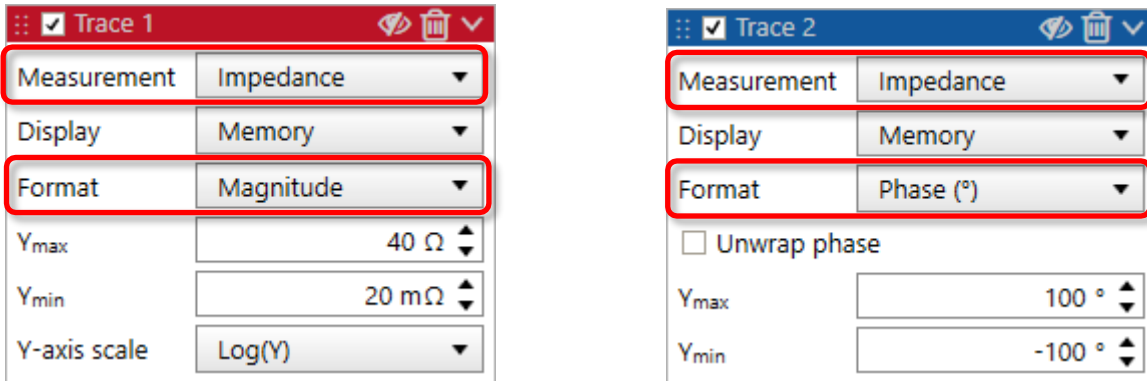 Trace 1
Measurement Impedance
Display Memory
Format Magnitude
Ymax 40 Ω
Ymin 20 mΩ
Y-axis scale Log(Y)
Trace 2
Measurement Impedance
Display Memory
Format Phase (°)
Unwrap phase
Ymax 100 °
Ymin -100 °